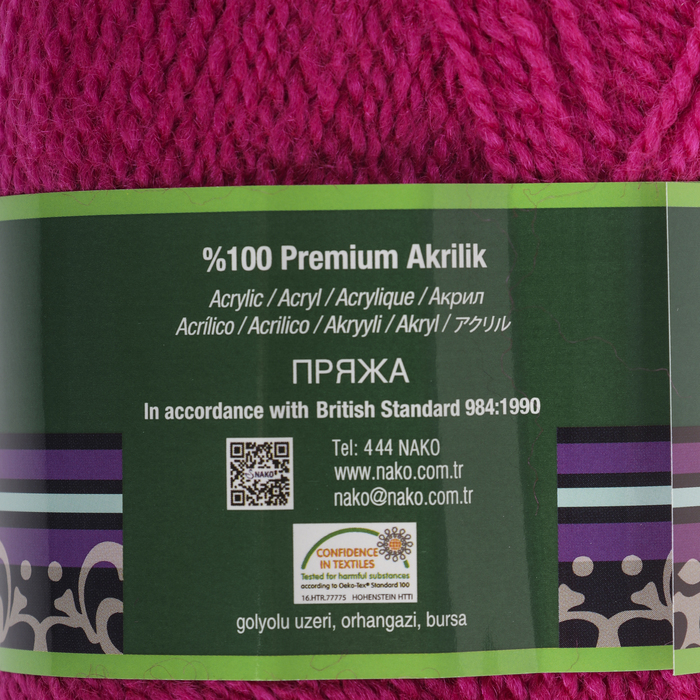 %100 Premium Akrilik
Acrylic / Acryl / Acrylique / Акрил
Acrílico / Acrilico / Akryyli / Akryl / アクリル
ПРЯЖА
In accordance with British Standard 984:1990
NAKO
Tel: 444 NAKO
www.nako.com.tr
nako@nako.com.tr
CONFIDENCE
IN TEXTILES
Tested for harmful substances
according to Oeko-Tex® Standard 100
16.HTR.77775 HOHENSTEIN HTTI
golyolu uzeri, orhangazi, bursa